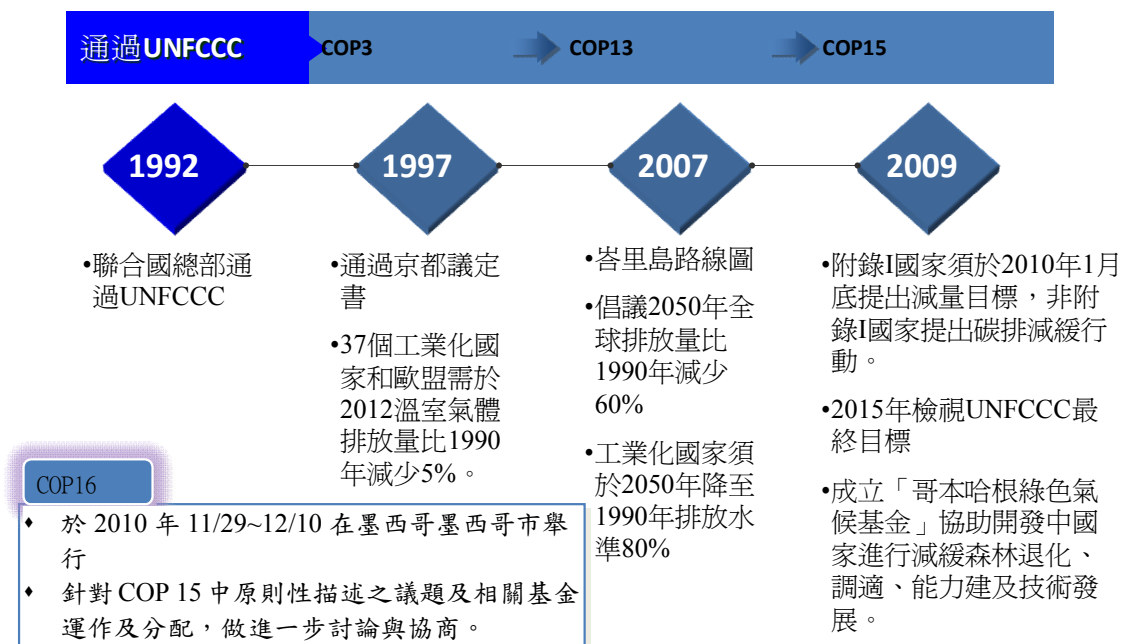 通過UNFCCC
COP3
COP13
COP15
1992
1997
2007
2009
•聯合國總部通
過UNFCCC
•通過京都議定
書
•37個工業化國
家和歐盟需於
2012溫室氣體
排放量比1990
年減少5%。
•峇里島路線圖
•倡議2050年全
球排放量比
1990年減少
60%
•工業化國家須
於2050年降至
1990年排放水
準80%
•附錄I國家須於2010年1月
底提出減量目標，非附
錄I國家提出碳排減緩行
動。
•2015年檢視UNFCCC最
終目標
•成立「哥本哈根綠色氣
候基金」協助開發中國
家進行減緩森林退化、
調適、能力建及技術發
展。
COP16
♦ 於 2010 年 11/29~12/10 在墨西哥墨西哥市舉
行
♦ 針對 COP 15 中原則性描述之議題及相關基金
運作及分配，做進一步討論與協商。